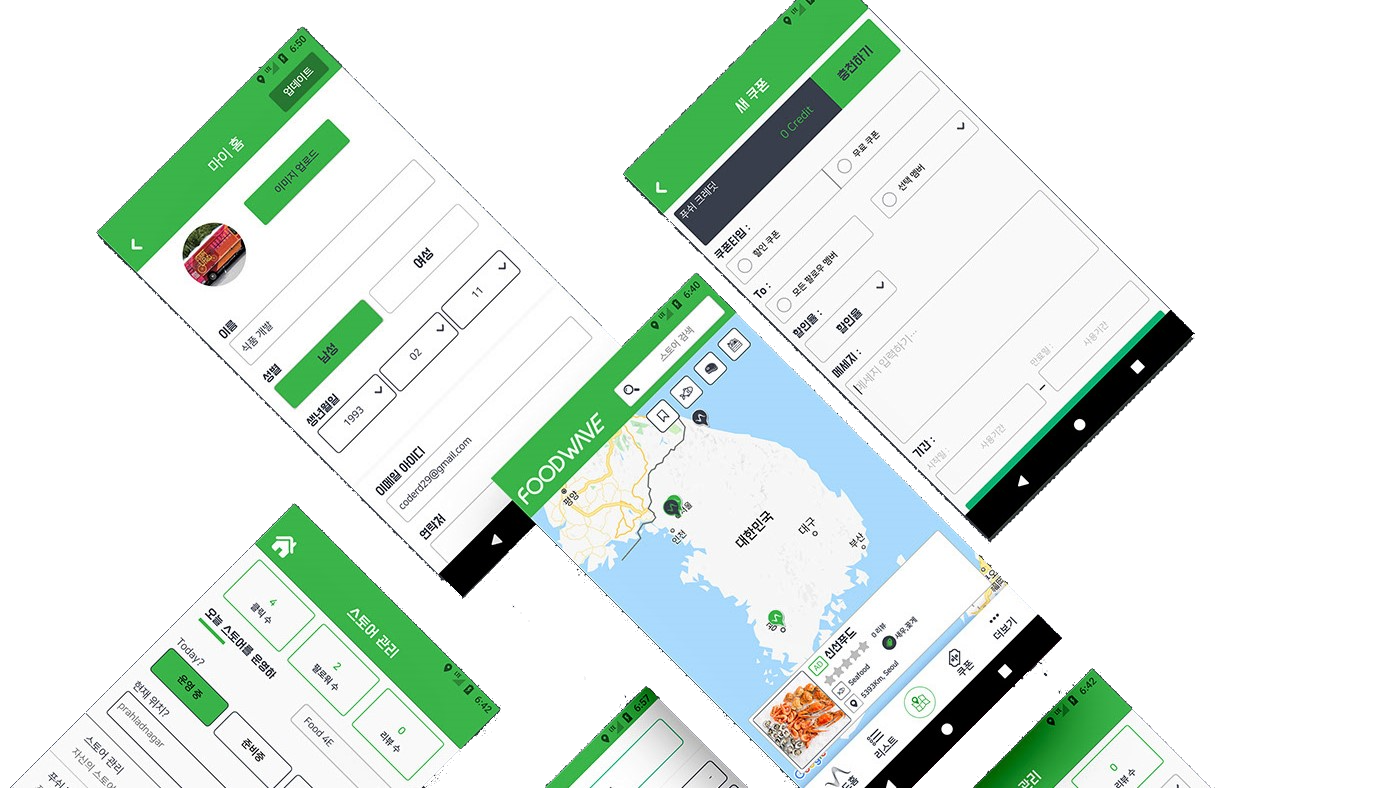 6:50
업데이트
마이 홈
이미지 업로드
이름
식품 개발
성별
남성
여성
생년월일
1993
02
11
이메일 아이디
coderd29@gmail.com
연락처
새 쿠폰
충전하기
푸쉬 크레딧
0 Credit
쿠폰타입 :
할인 쿠폰
무료 쿠폰
To :
모든 팔로우 멤버
선택 멤버
할인율 :
할인율
메세지 :
메세지 입력하기...
기간 :
시작일 :
사용기간
–
만료일 :
사용기간
6:40
FOODWAVE
스토어 검색
평양
서울
인천
대한민국
대구
부산
AD 신선푸드
0 리뷰
Seafood
새우,꽃게
5393Km, Seoul
Google
리스트
쿠폰
더보기
6:42
스토어 관리
4
클릭 수
2
팔로워 수
0
리뷰 수
오늘 스토어를 운영하
Today?
운영 중
준비중
현재 위치?
prahladnagar
Food 4E
스토어 관리
자신의 스토
푸쉬
6:57
6:42
관리
0
리뷰 수